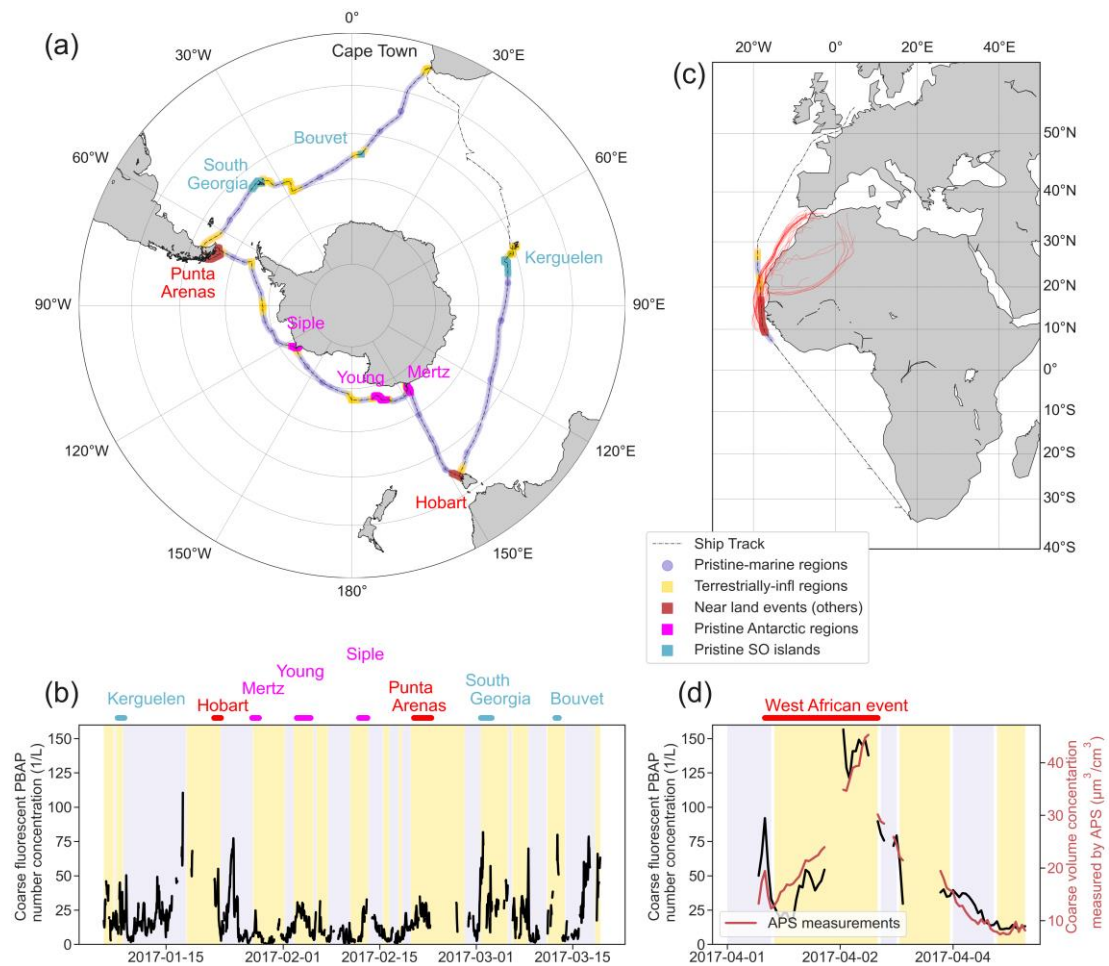 (a)
0°
30°W
Cape Town
30°E
Bouvet
60°W
South
Georgia
60°E
Kerguelen
Punta
Arenas
90°W
90°E
Siple
Young
Mertz
120°W
120°E
Hobart
150°W
150°E
180°
(c)
20°W 0° 20°E 40°E
50°N
40°N
30°N
20°N
10°N
0°
10°S
20°S
30°S
40°S
Ship Track
Pristine-marine regions
Terrestrially-infl regions
Near land events (others)
Pristine Antarctic regions
Pristine SO islands
(b)
Kerguelen
Hobart
Mertz
Young
Siple
Punta
Arenas
South
Georgia
Bouvet
Coarse fluorescent PBAP
number concentration (1/L)
150
125
100
75
50
25
0
2017-01-15 2017-02-01 2017-02-15 2017-03-01 2017-03-15
(d)
West African event
Coarse fluorescent PBAP
number concentration (1/L)
150
125
100
75
50
25
0
APS measurements
2017-04-01 2017-04-02 2017-04-04
40
30
20
10
Coarse volume concentartion
measured by APS (μm³/cm³)